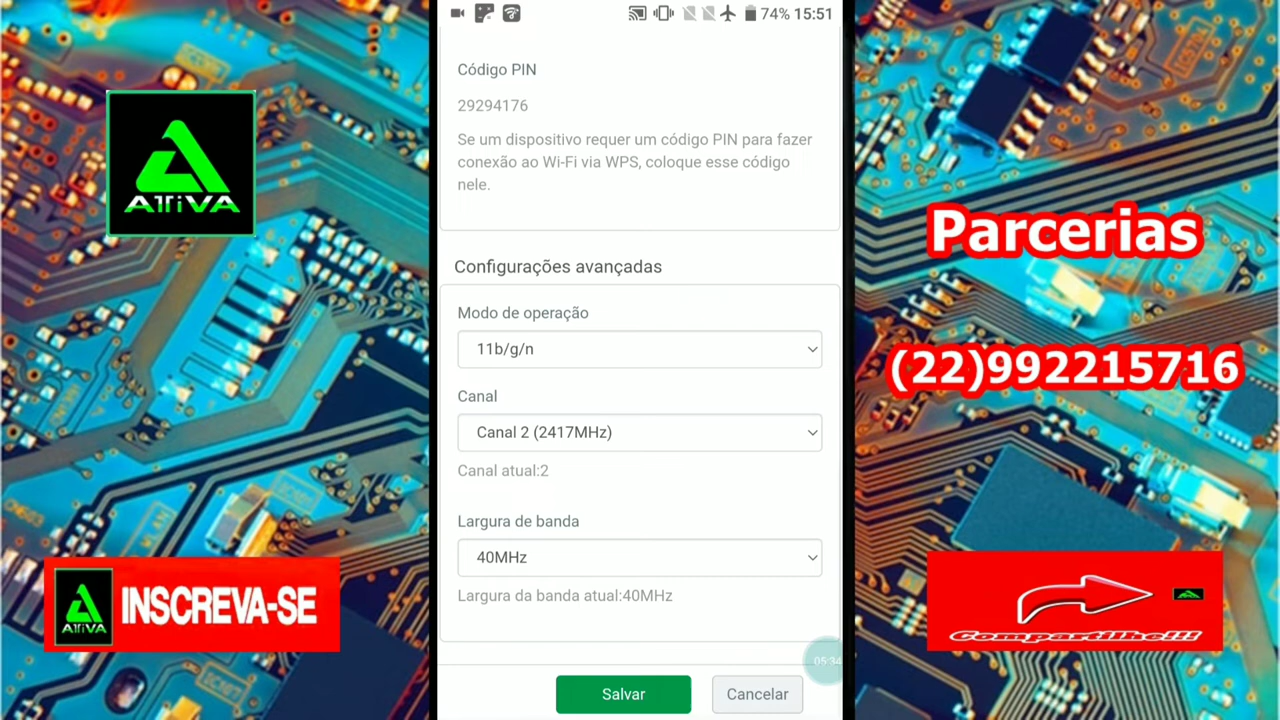 74% 15:51
Código PIN
29294176
Se um dispositivo requer um código PIN para fazer
conexão ao Wi-Fi via WPS, coloque esse código
nele.
Configurações avançadas
Modo de operação
11b/g/n
Canal
Canal 2 (2417MHz)
Canal atual:2
Largura de banda
40MHz
Largura da banda atual:40MHz
05:34
Salvar
Cancelar
ATIVA
ATIVA
INSCREVA-SE
Parcerias
(22)992215716
Compartilhe!!!